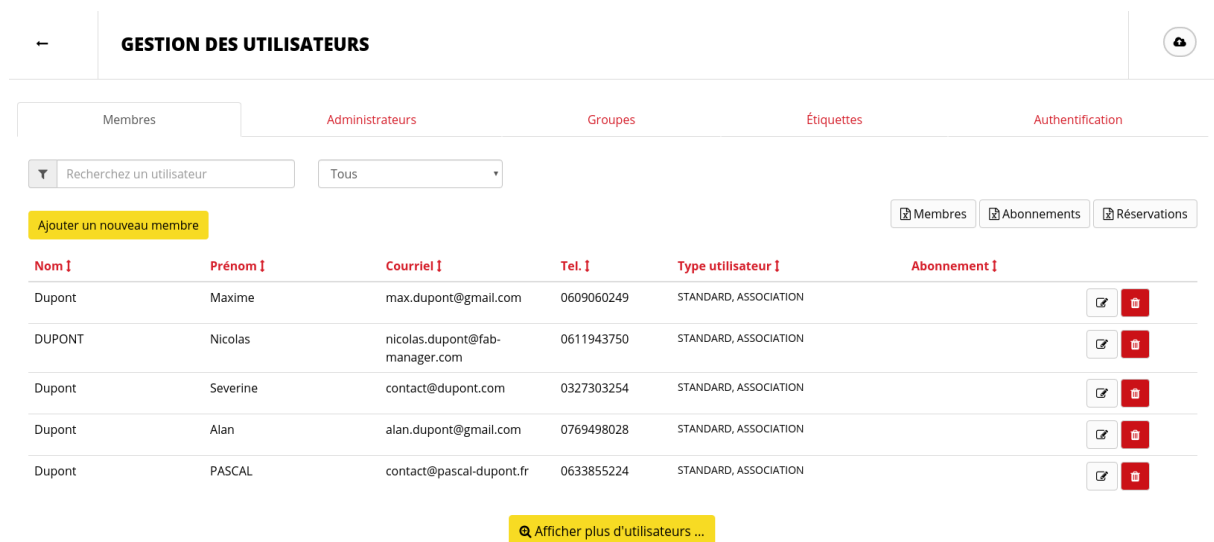 GESTION DES UTILISATEURS
Membres Administrateurs Groupes Étiquettes Authentification
Recherchez un utilisateur Tous
Ajouter un nouveau membre Membres Abonnements Réservations
Nom Prénom Courriel Tel. Type utilisateur Abonnement
Dupont Maxime max.dupont@gmail.com 0609060249 STANDARD, ASSOCIATION
DUPONT Nicolas nicolas.dupont@fab- 0611943750 STANDARD, ASSOCIATION
manager.com
Dupont Severine contact@dupont.com 0327303254 STANDARD, ASSOCIATION
Dupont Alan alan.dupont@gmail.com 0769498028 STANDARD, ASSOCIATION
Dupont PASCAL contact@pascal-dupont.fr 0633855224 STANDARD, ASSOCIATION
Afficher plus d'utilisateurs ...